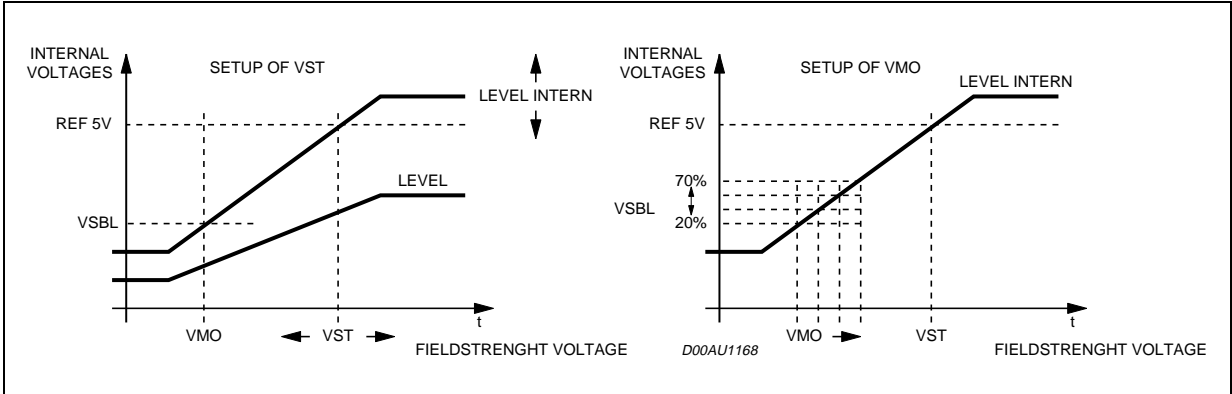 INTERNAL
VOLTAGES
SETUP OF VST
LEVEL INTERN
REF 5V
LEVEL
VSBL
VMO
VST
t
FIELDSTRENGHT VOLTAGE
INTERNAL
VOLTAGES
SETUP OF VMO
LEVEL INTERN
REF 5V
70%
VSBL
20%
VMO
VST
t
D00AU1168
FIELDSTRENGHT VOLTAGE